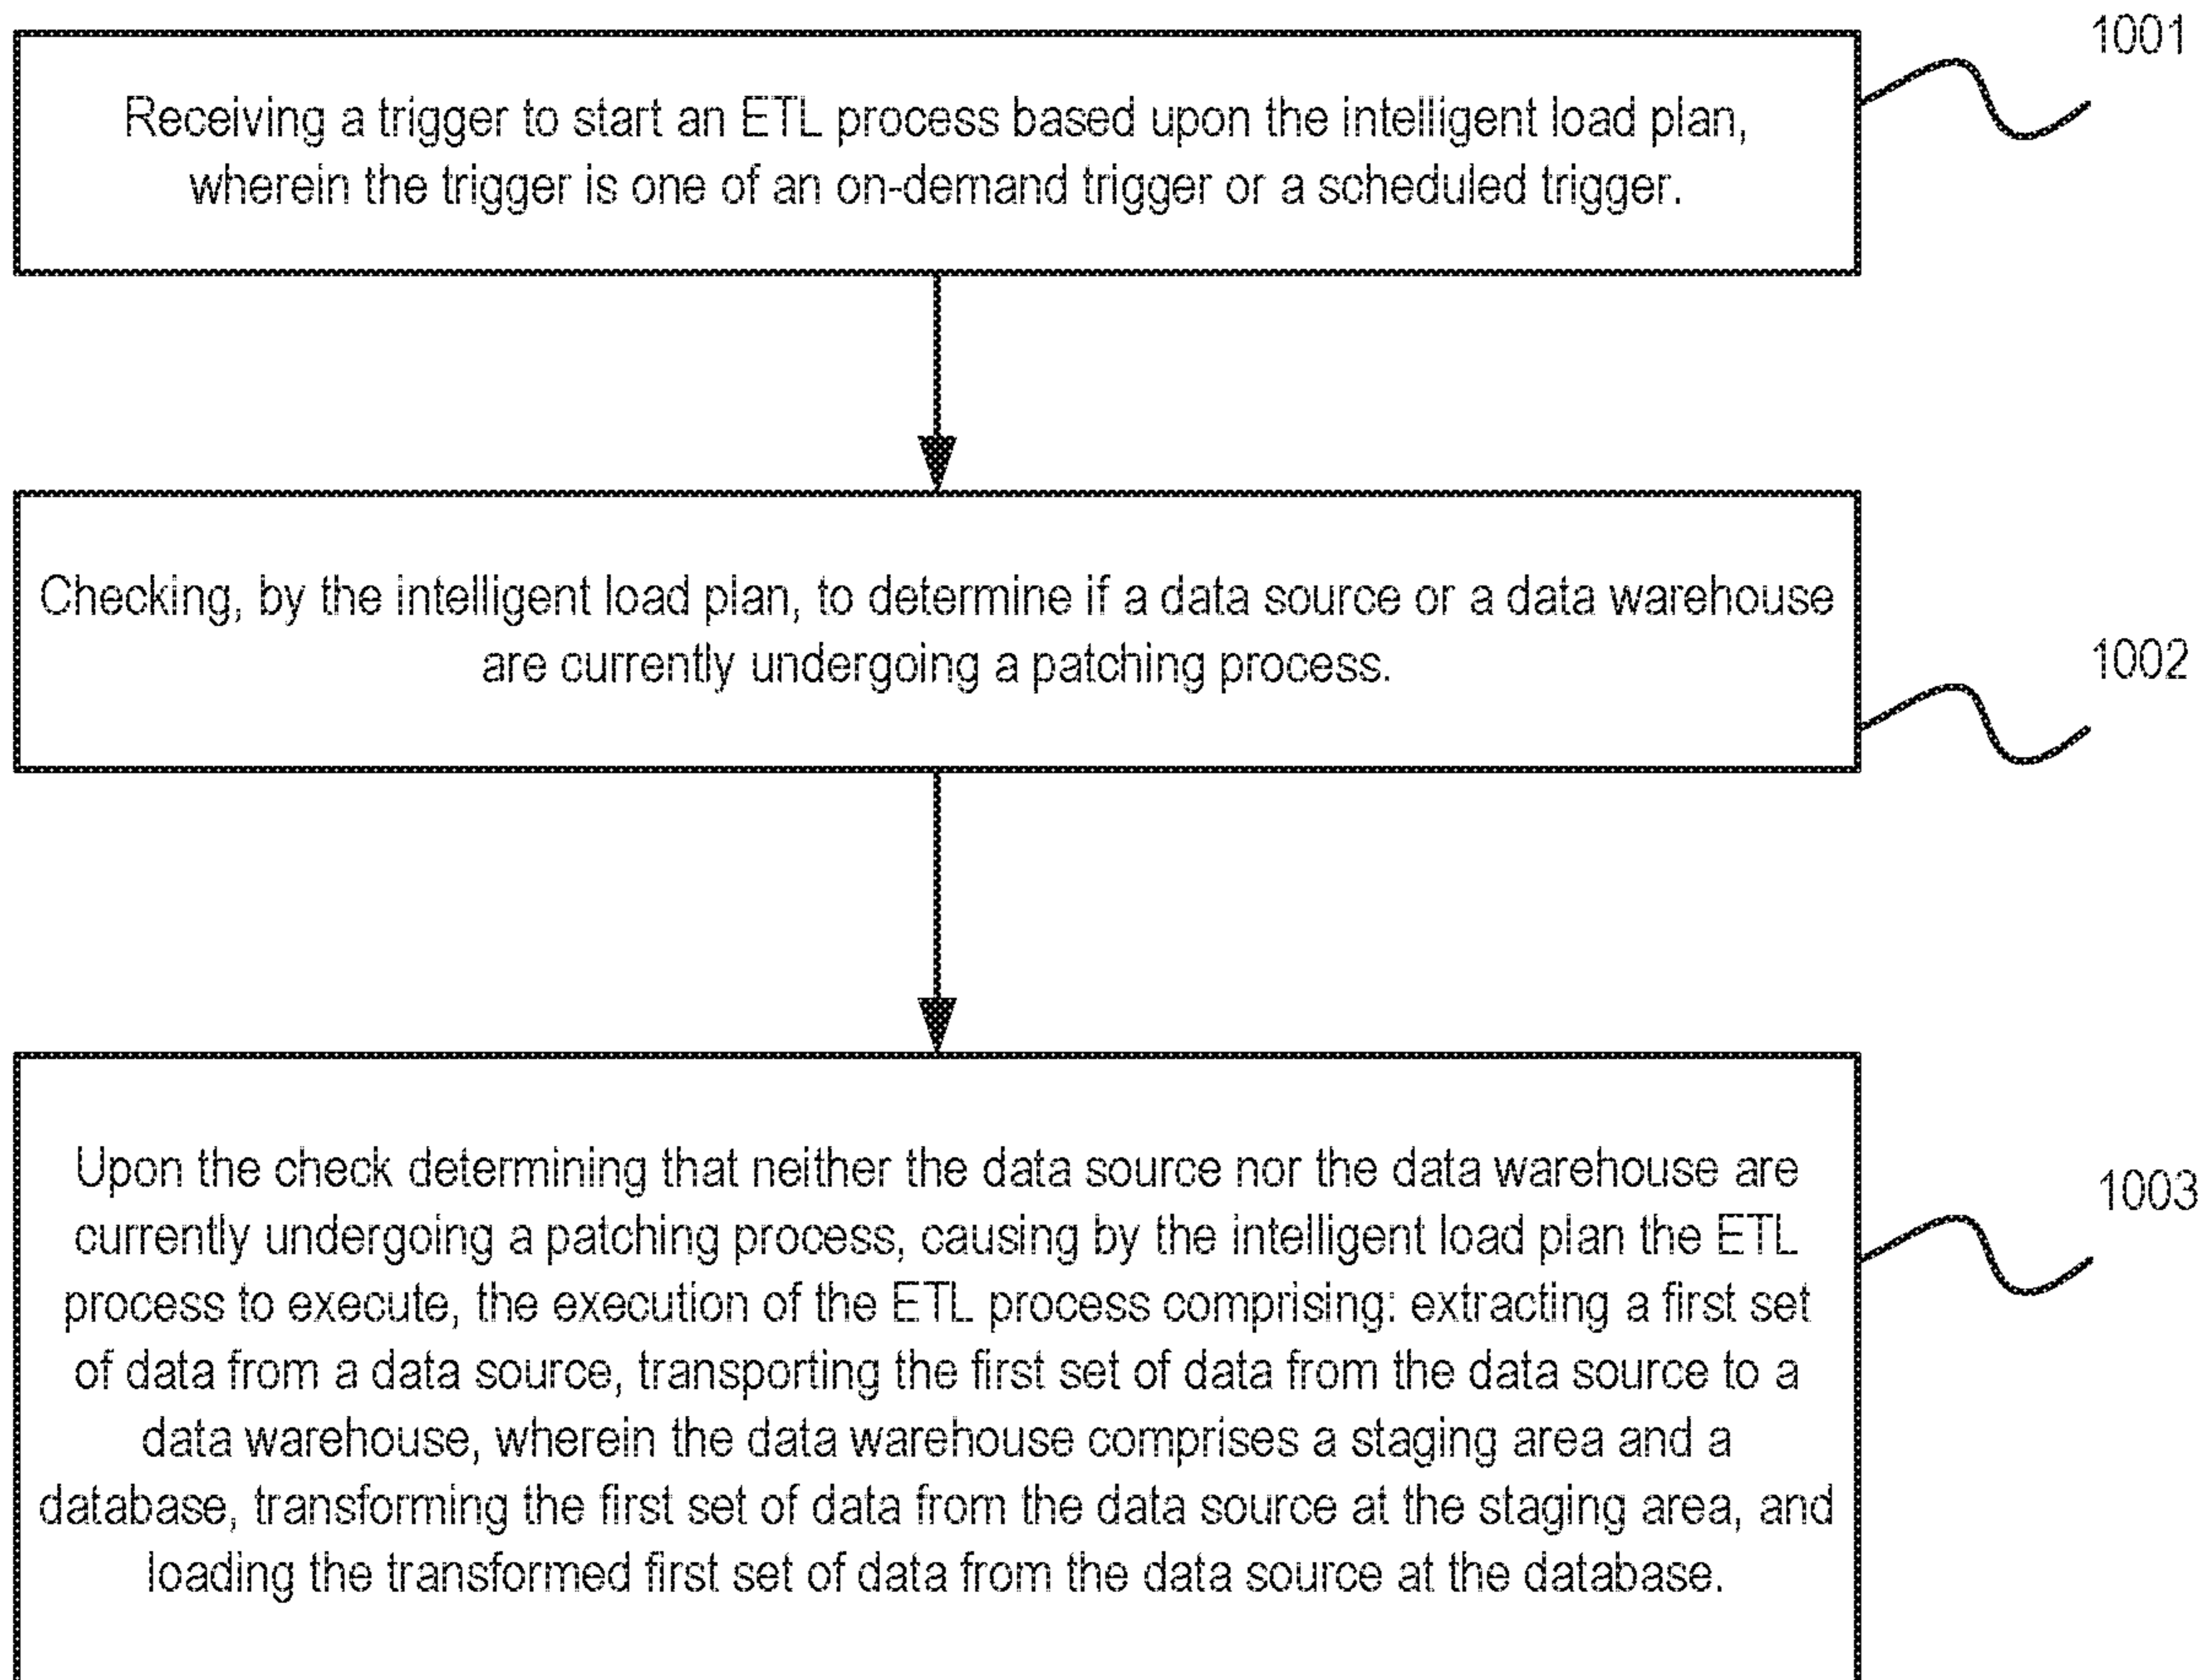 1001
Receiving a trigger to start an ETL process based upon the intelligent load plan,
wherein the trigger is one of an on-demand trigger or a scheduled trigger.
Checking, by the intelligent load plan, to determine if a data source or a data warehouse
are currently undergoing a patching process.
1002
Upon the check determining that neither the data source nor the data warehouse are
currently undergoing a patching process, causing by the intelligent load plan the ETL
process to execute, the execution of the ETL process comprising: extracting a first set
of data from a data source, transporting the first set of data from the data source to a
data warehouse, wherein the data warehouse comprises a staging area and a
database, transforming the first set of data from the data source at the staging area, and
loading the transformed first set of data from the data source at the database.
1003